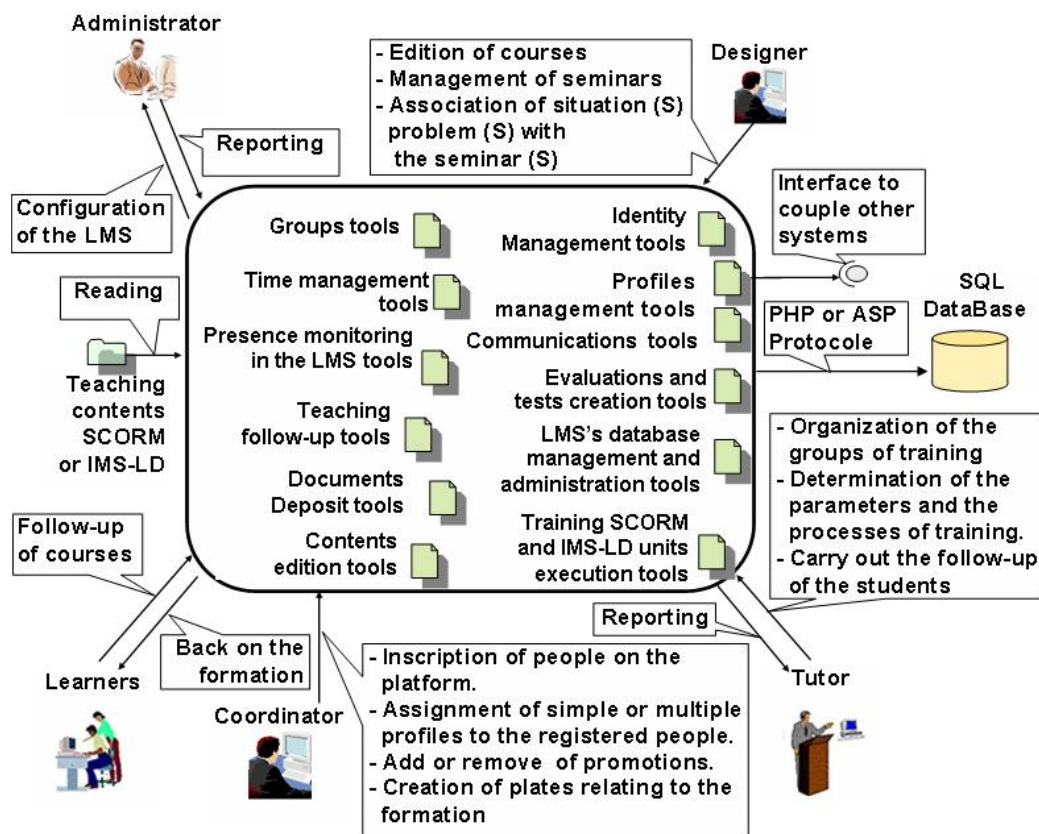 Administrator
Reporting
Configuration
of the LMS
- Edition of courses
- Management of seminars
- Association of situation (S)
problem (S) with
the seminar (S)
Designer
Interface to
couple other
systems
Reading
Teaching
contents
SCORM
or IMS-LD
Groups tools
Time management
tools
Presence monitoring
in the LMS tools
Teaching
follow-up tools
Documents
Deposit tools
Contents
edition tools
Identity
Management tools
Profiles
management tools
Communications tools
Evaluations and
tests creation tools
LMS's database
management and
administration tools
Training SCORM
and IMS-LD units
execution tools
PHP or ASP
Protocole
SQL
DataBase
- Organization of the
groups of training
- Determination of the
parameters and the
processes of training.
- Carry out the follow-up
of the students
Follow-up
of courses
Back on the
formation
Learners
Coordinator
- Inscription of people on the
platform.
- Assignment of simple or multiple
profiles to the registered people.
- Add or remove of promotions.
- Creation of plates relating to the
formation
Reporting
Tutor